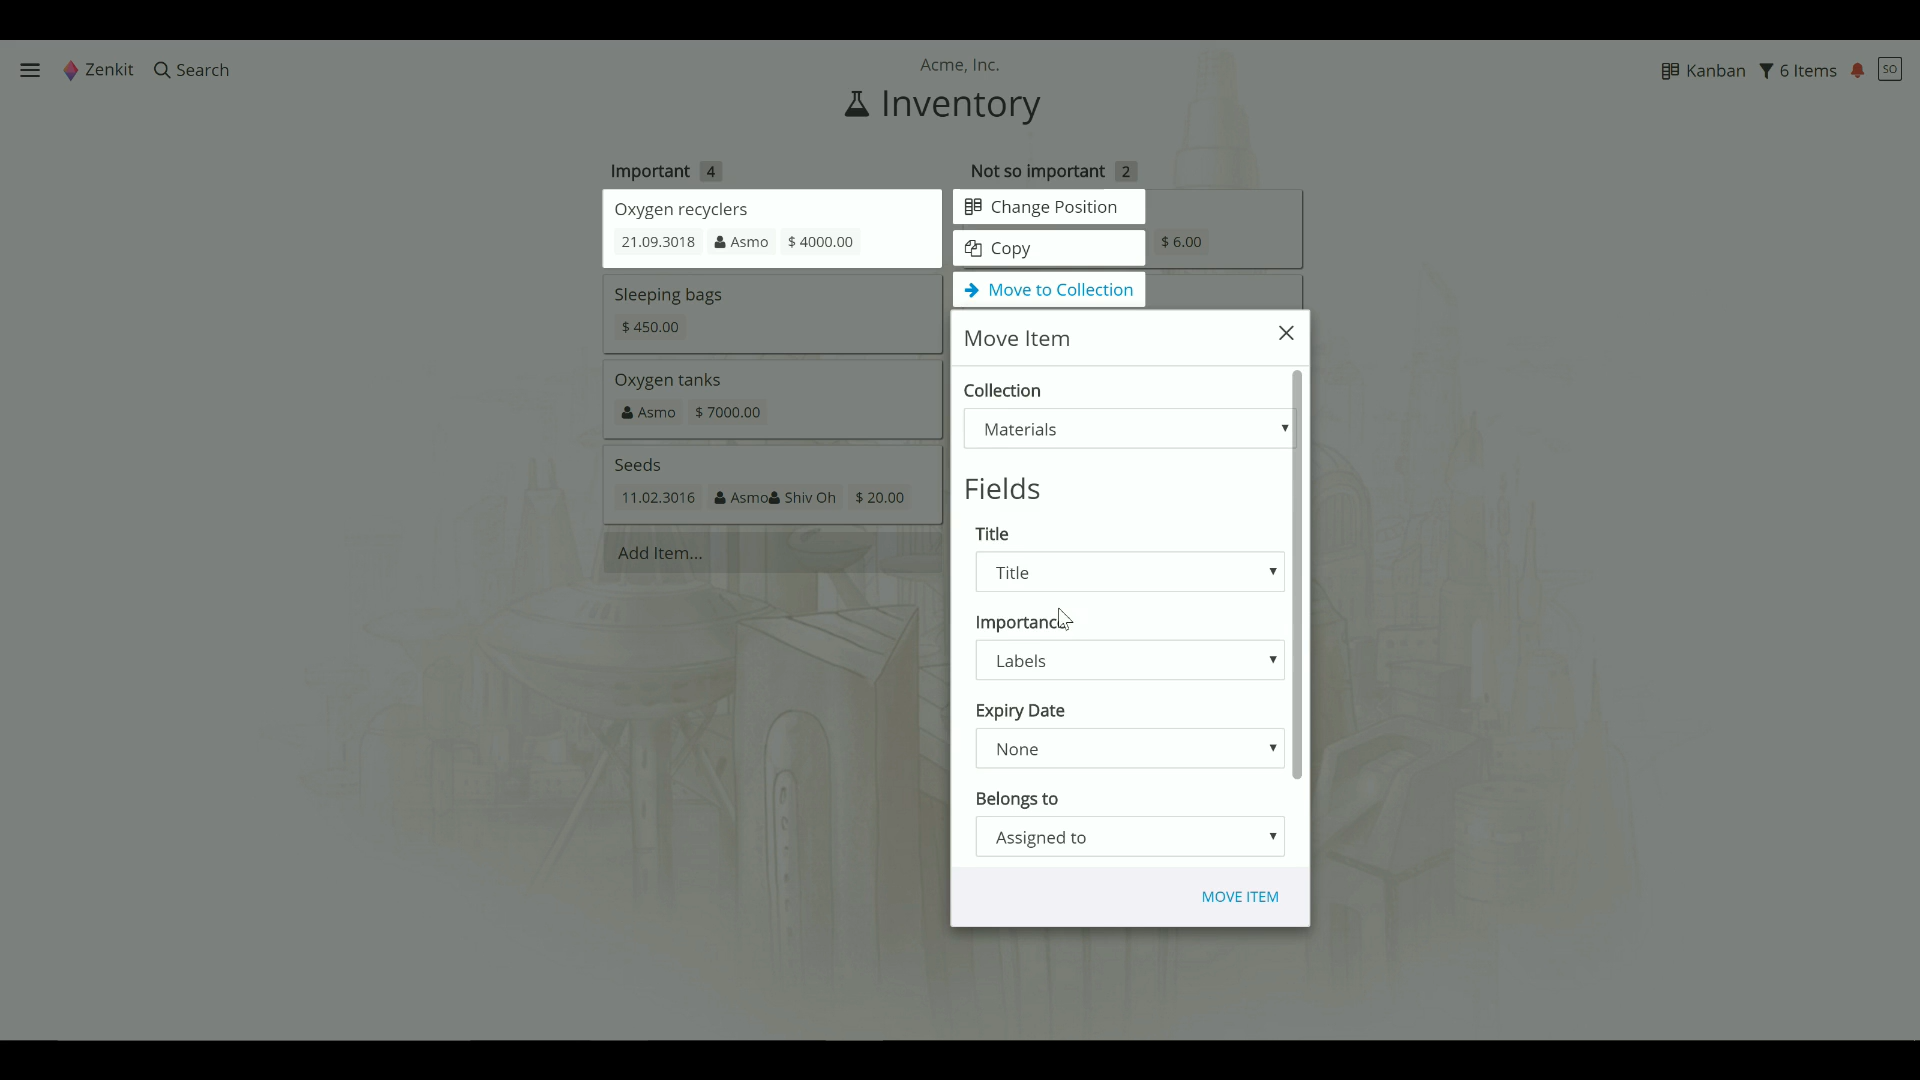 Zenkit
Search
Acme, Inc.
Inventory
Kanban
6 Items
SO
Important 4
Oxygen recyclers
21.09.3018 Asmo $ 4000.00
Sleeping bags
$ 450.00
Oxygen tanks
Asmo $ 7000.00
Seeds
11.02.3016 Asmo Shiv Oh $ 20.00
Add Item...
Not so important 2
$ 6.00
Change Position
Copy
Move to Collection
Move Item
Collection
Materials
Fields
Title
Title
Importance
Labels
Expiry Date
None
Belongs to
Assigned to
MOVE ITEM